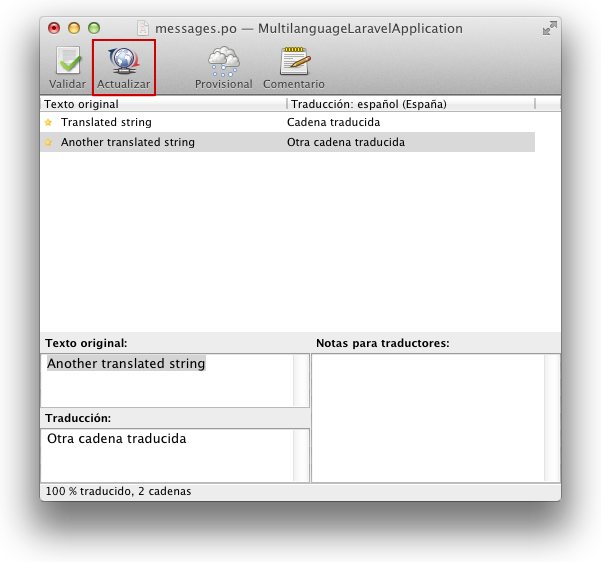 messages.po — MultilanguageLaravelApplication
Validar Actualizar Provisional Comentario
Texto original Traducción: español (España)
Translated string Cadena traducida
Another translated string Otra cadena traducida
Texto original: Notas para traductores:
Another translated string
Traducción:
Otra cadena traducida
100 % traducido, 2 cadenas